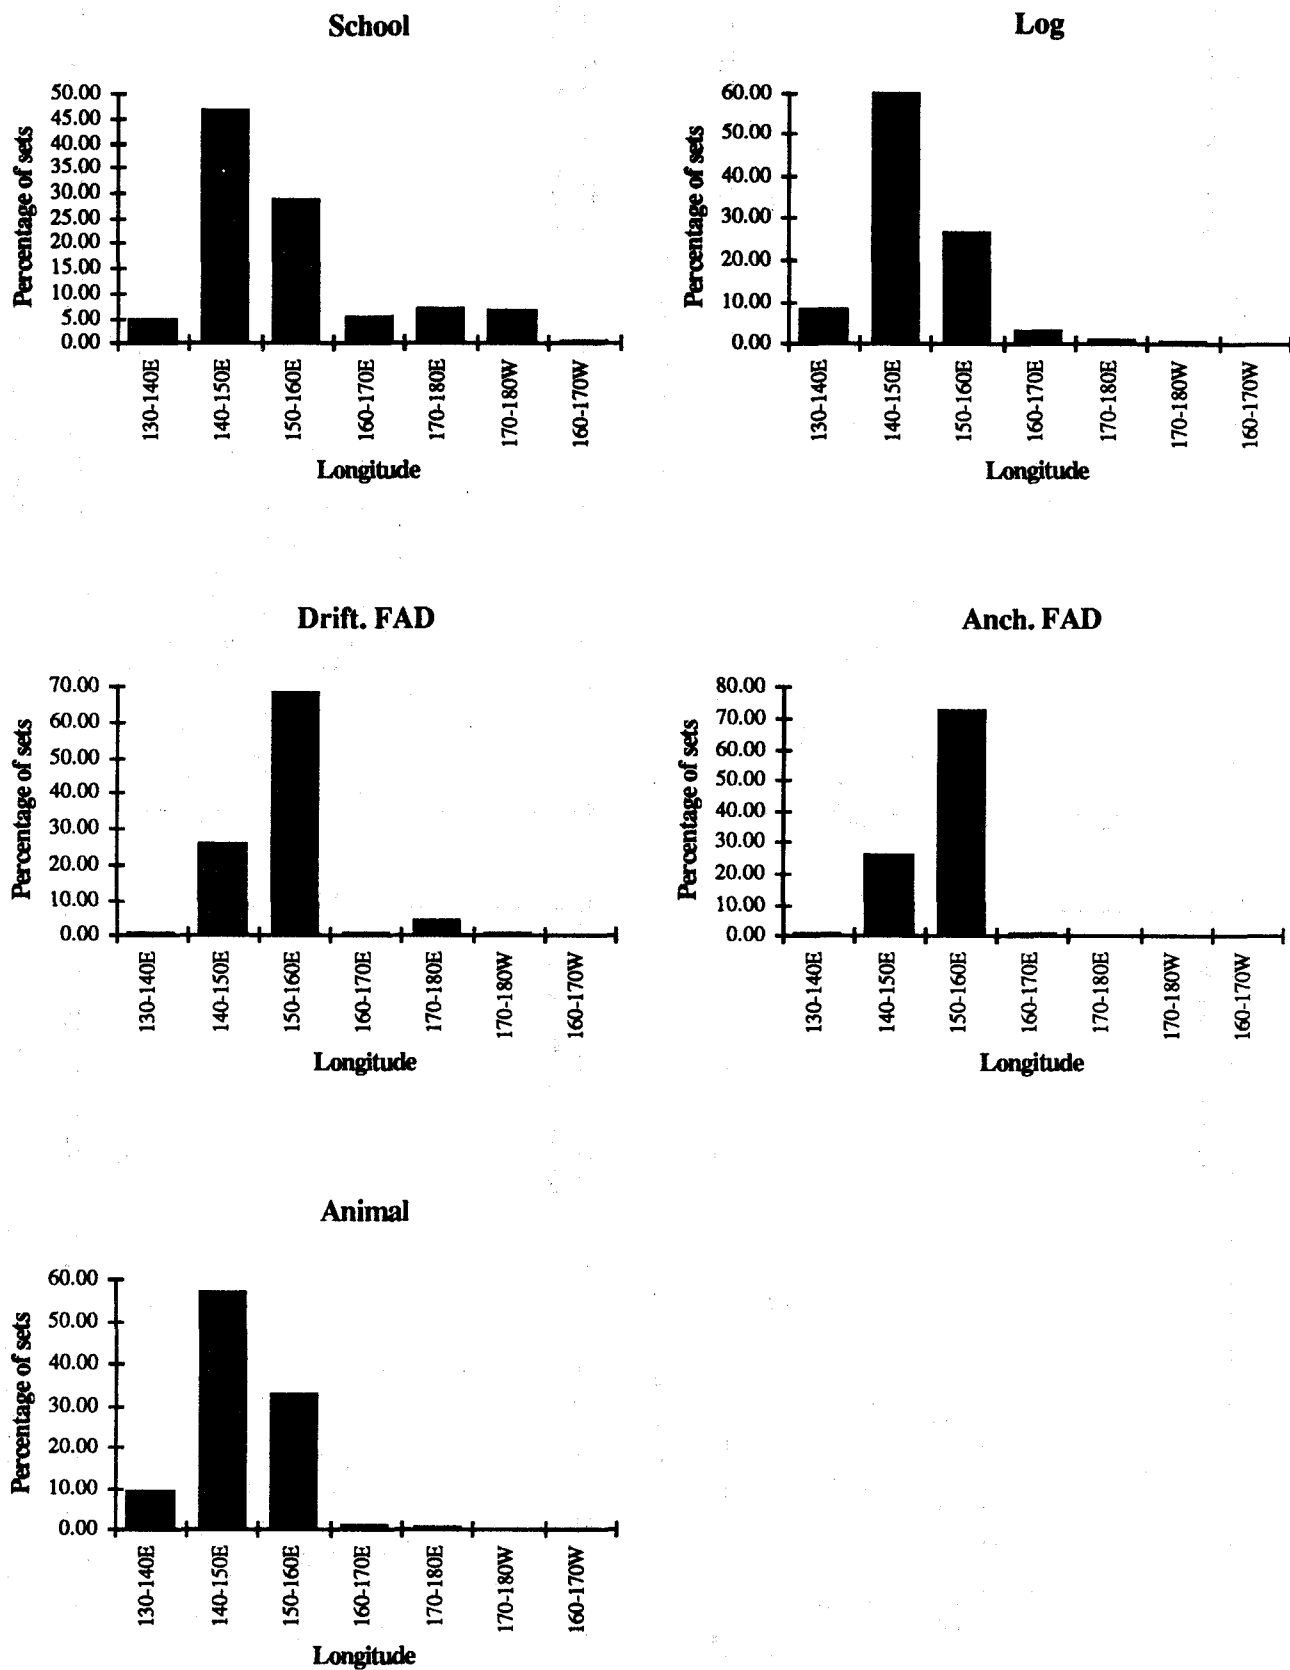 School
Percentage of sets
50.00
45.00
40.00
35.00
30.00
25.00
20.00
15.00
10.00
5.00
0.00
130-140E
140-150E
150-160E
160-170E
170-180E
170-180W
160-170W
Longitude
Log
Percentage of sets
60.00
50.00
40.00
30.00
20.00
10.00
0.00
130-140E
140-150E
150-160E
160-170E
170-180E
170-180W
160-170W
Longitude
Drift. FAD
Percentage of sets
70.00
60.00
50.00
40.00
30.00
20.00
10.00
0.00
130-140E
140-150E
150-160E
160-170E
170-180E
170-180W
160-170W
Longitude
Anch. FAD
Percentage of sets
80.00
70.00
60.00
50.00
40.00
30.00
20.00
10.00
0.00
130-140E
140-150E
150-160E
160-170E
170-180E
170-180W
160-170W
Longitude
Animal
Percentage of sets
60.00
50.00
40.00
30.00
20.00
10.00
0.00
130-140E
140-150E
150-160E
160-170E
170-180E
170-180W
160-170W
Longitude